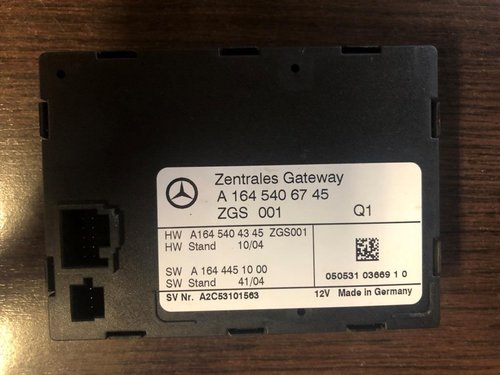 Zentrales Gateway
A 164 540 67 45
ZGS 001 Q1
HW A164 540 43 45 ZGS001
HW Stand 10/04
SW A 164 445 10 00
SW Stand 41/04
050531 03669 1 0
SV Nr. A2C53101563 12V Made in Germany